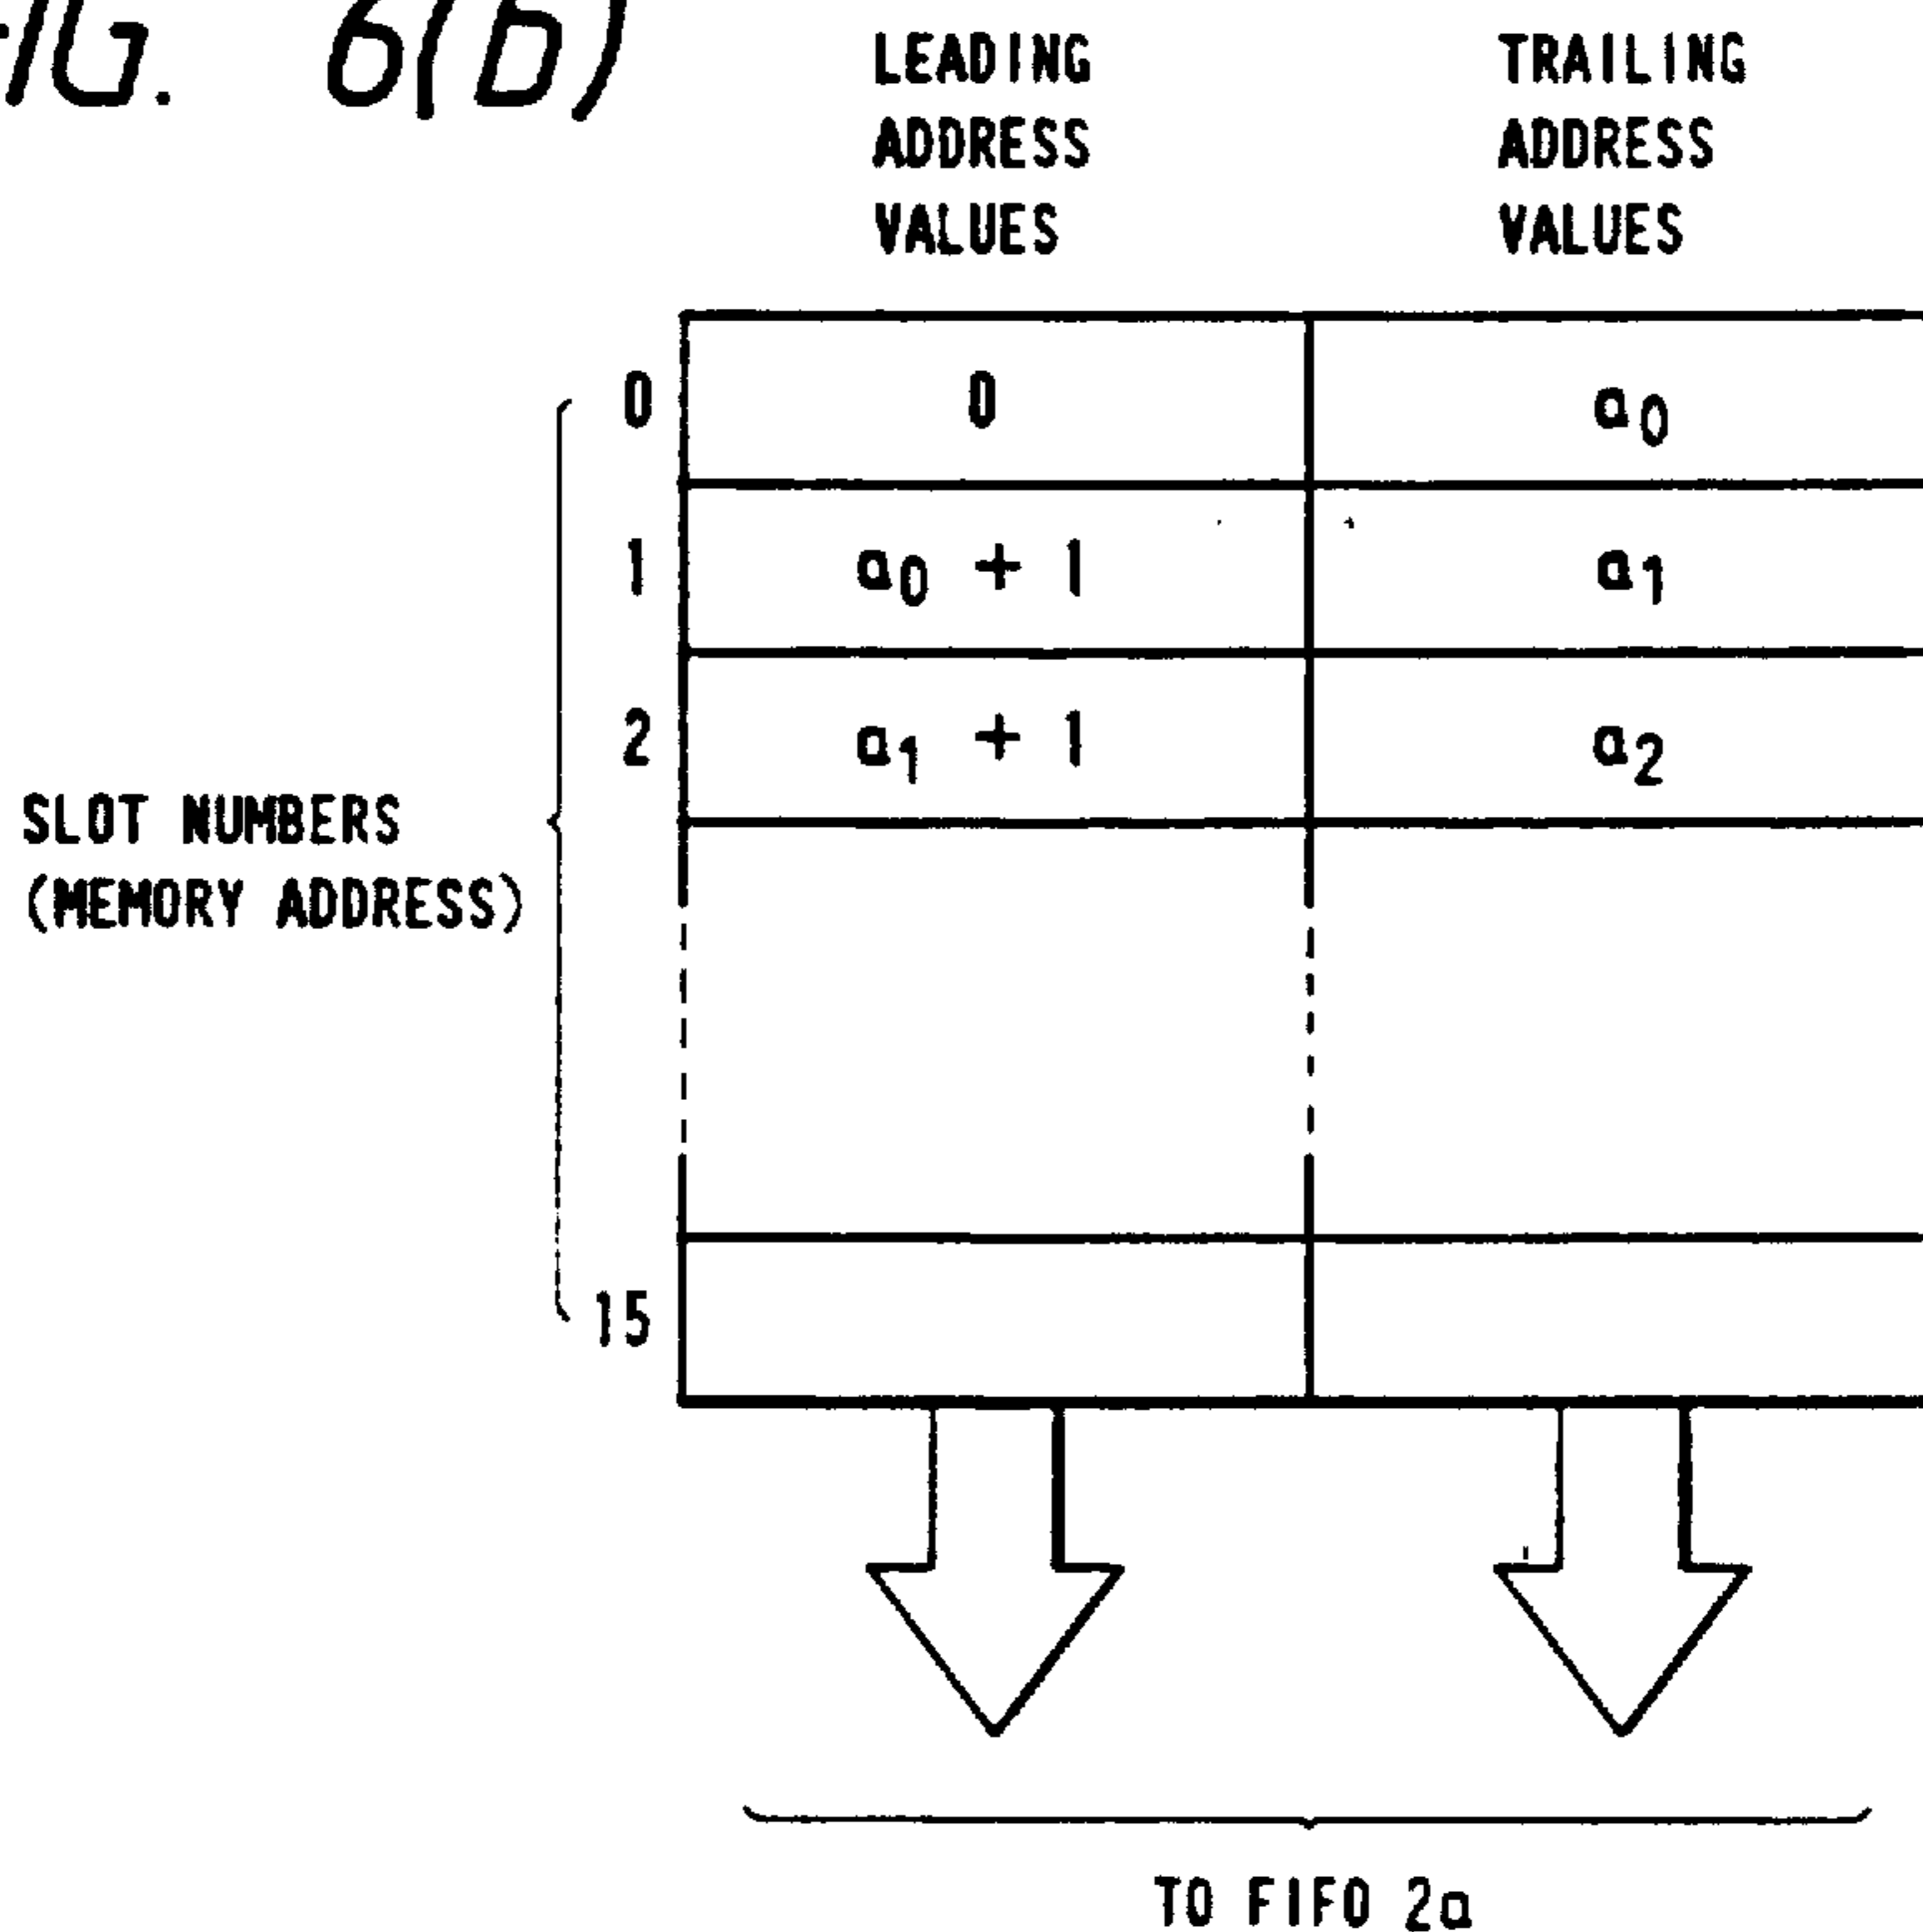 FIG. 6(b)
LEADING
ADDRESS
VALUES
TRAILING
ADDRESS
VALUES
0 0 a₀
1 a₀ + 1 a₁
2 a₁ + 1 a₂
SLOT NUMBERS
(MEMORY ADDRESS)
15
TO FIFO 2a